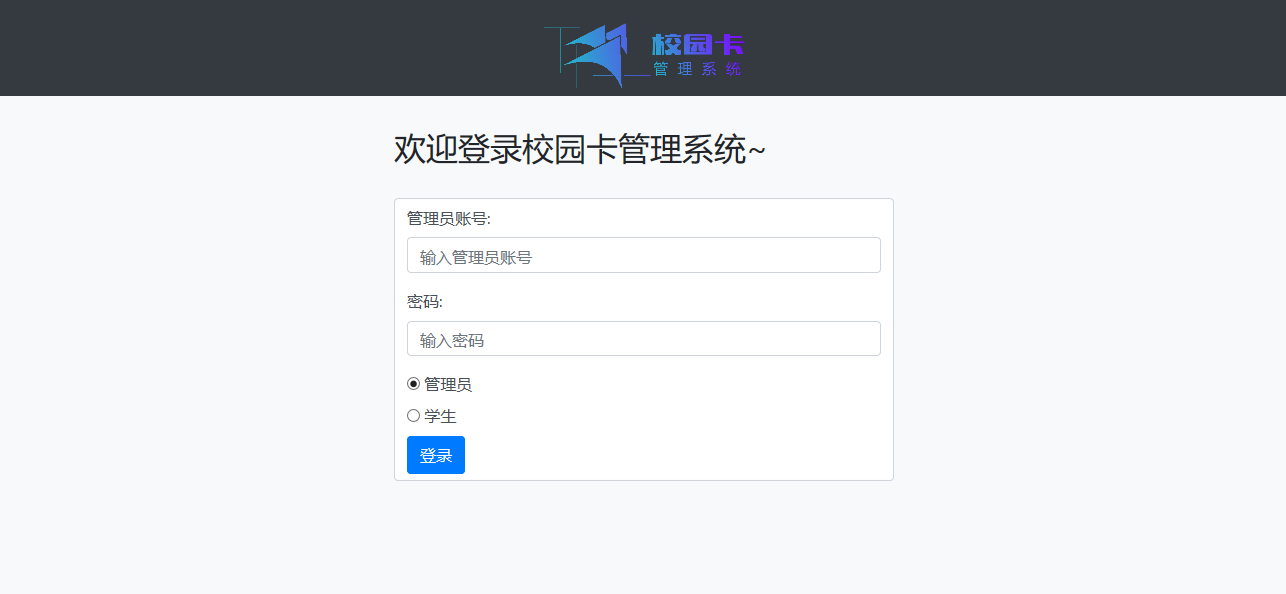 校园卡
管理系统
欢迎登录校园卡管理系统~
管理员账号:
输入管理员账号
密码:
输入密码
管理员
学生
登录